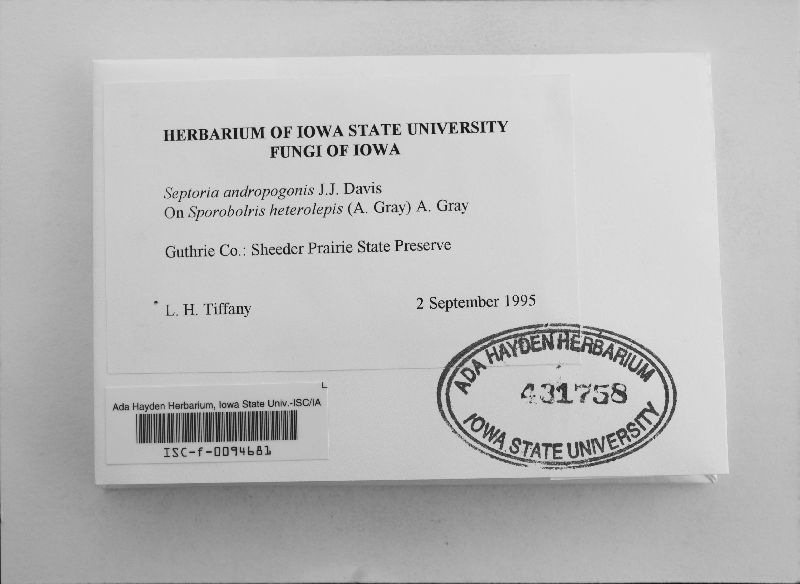 HERBARIUM OF IOWA STATE UNIVERSITY
FUNGI OF IOWA
Septoria andropogonis J.J. Davis
On Sporobolris heterolepis (A. Gray) A. Gray
Guthrie Co.: Sheeder Prairie State Preserve
L. H. Tiffany 2 September 1995
ADA HAYDEN HERBARIUM
431758
IOWA STATE UNIVERSITY
Ada Hayden Herbarium, Iowa State Univ.-ISC/IA
ISC-f-0094681